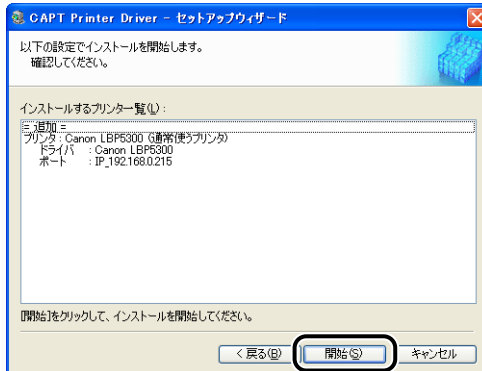 CAPT Printer Driver - セットアップウィザード
以下の設定でインストールを開始します。
確認してください。
インストールするプリンター覧(L):
= 追加 =
プリンタ : Canon LBP5300 (通常使うプリンタ)
ドライバ : Canon LBP5300
ポート : IP_192.168.0.215
[開始]をクリックして、インストールを開始してください。
< 戻る(B)
開始(S)
キャンセル